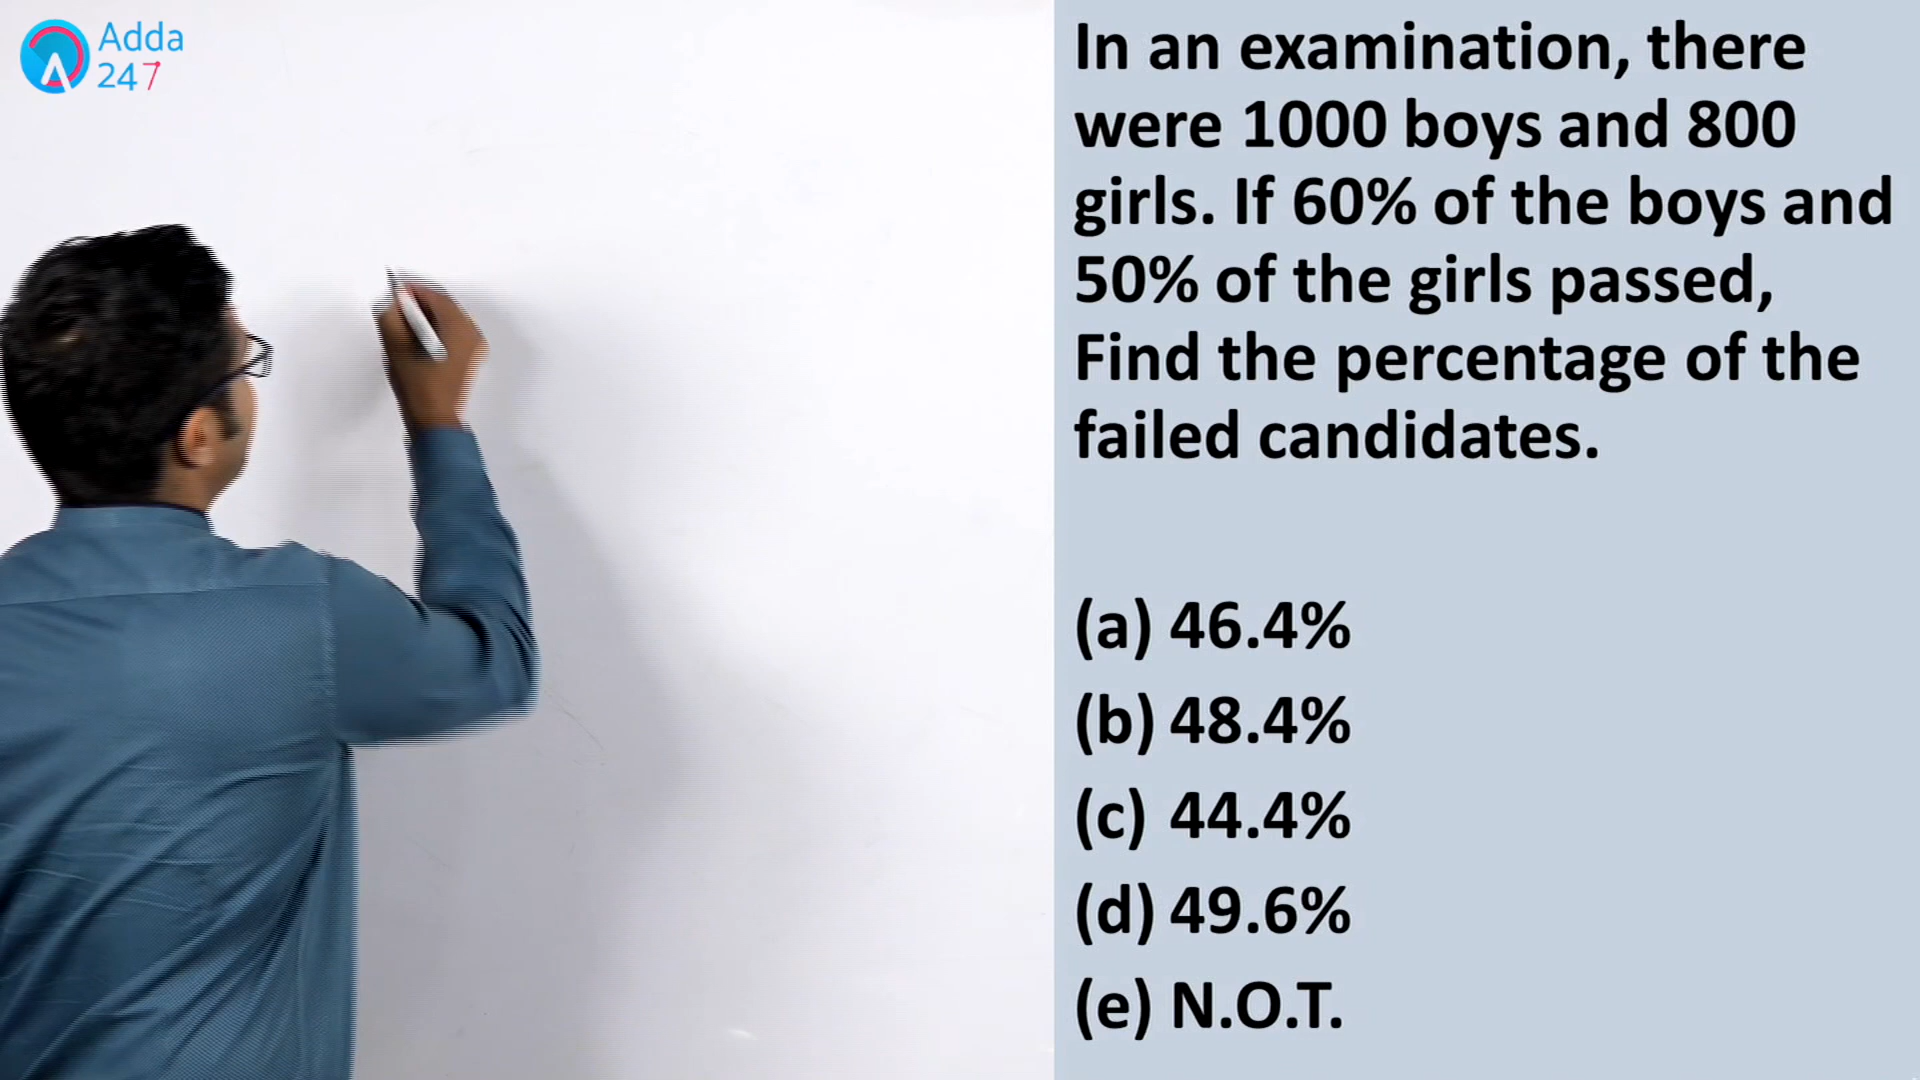 Adda
247
In an examination, there
were 1000 boys and 800
girls. If 60% of the boys and
50% of the girls passed,
Find the percentage of the
failed candidates.
(a) 46.4%
(b) 48.4%
(c) 44.4%
(d) 49.6%
(e) N.O.T.